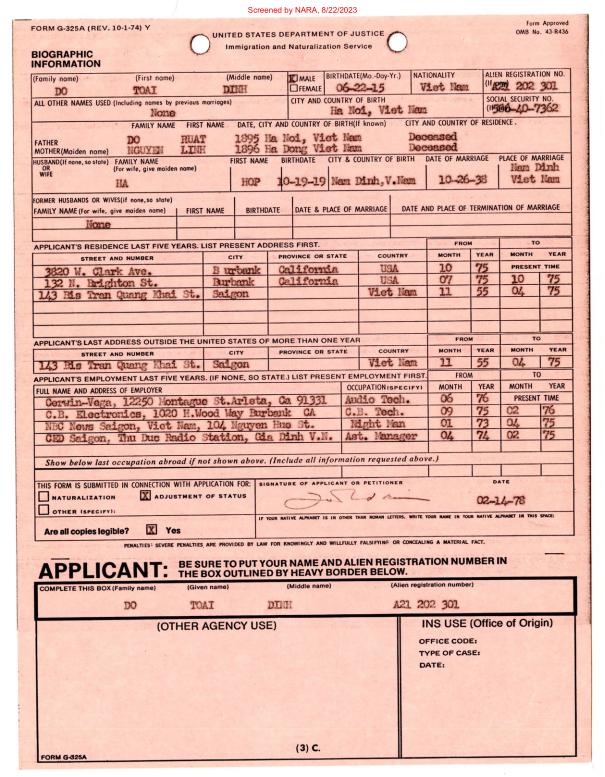 Screened by NARA, 8/22/2023
FORM G-325A (REV. 10-1-74) Y
UNITED STATES DEPARTMENT OF JUSTICE
Immigration and Naturalization Service
Form Approved
OMB No. 43-R436
BIOGRAPHIC
INFORMATION
(Family name) (First name) (Middle name) X MALE FEMALE BIRTHDATE(Mo.-Day-Yr.) NATIONALITY ALIEN REGISTRATION NO.
DO TOAI DINH 06-22-15 Viet Nam A21 202 301
ALL OTHER NAMES USED (Including names by previous marriages) CITY AND COUNTRY OF BIRTH SOCIAL SECURITY NO.
None Ha Noi, Viet Nam 40-7362
FAMILY NAME FIRST NAME DATE, CITY AND COUNTRY OF BIRTH(If known) CITY AND COUNTRY OF RESIDENCE.
FATHER DO RUAT 1895 Ha Noi, Viet Nam Deceased
MOTHER(Maiden name) NGUYEN LINH 1896 Ha Dong Viet Nam Deceased
HUSBAND(If none, so state) OR WIFE FAMILY NAME (For wife, give maiden name) FIRST NAME BIRTHDATE CITY & COUNTRY OF BIRTH DATE OF MARRIAGE PLACE OF MARRIAGE
HA HOP 10-19-19 Nam Dinh,V.Nam 10-26-38 Nam Dinh Viet Nam
FORMER HUSBANDS OR WIVES(if none,so state)
FAMILY NAME (For wife, give maiden name) FIRST NAME BIRTHDATE DATE & PLACE OF MARRIAGE DATE AND PLACE OF TERMINATION OF MARRIAGE
None
APPLICANT'S RESIDENCE LAST FIVE YEARS. LIST PRESENT ADDRESS FIRST. FROM TO
STREET AND NUMBER CITY PROVINCE OR STATE COUNTRY MONTH YEAR MONTH YEAR
3820 W. Clark Ave. B urbank California USA 10 75 PRESENT TIME
132 N. Brighton St. Burbank California USA 07 75 10 75
143 Bis Tran Quang Khai St. Saigon Viet Nam 11 55 04 75
APPLICANT'S LAST ADDRESS OUTSIDE THE UNITED STATES OF MORE THAN ONE YEAR FROM TO
STREET AND NUMBER CITY PROVINCE OR STATE COUNTRY MONTH YEAR MONTH YEAR
143 Bis Tran Quang Khai St. Saigon Viet Nam 11 55 04 75
APPLICANT'S EMPLOYMENT LAST FIVE YEARS. (IF NONE, SO STATE.) LIST PRESENT EMPLOYMENT FIRST. FROM TO
FULL NAME AND ADDRESS OF EMPLOYER OCCUPATION(SPECIFY) MONTH YEAR MONTH YEAR
Cerwin-Vega, 12250 Montague St.Arleta, Ca 91331 Audio Tech. 06 76 PRESENT TIME
C.B. Electronics, 1020 H.Wood Way Burbank CA C.B. Tech. 09 75 02 76
NBC News Saigon, Viet Nam, 104 Nguyen Hue St. Night Man 01 73 04 75
CED Saigon, Thu Duc Radio Station, Gia Dinh V.N. Ast. Manager 04 74 02 75
Show below last occupation abroad if not shown above. (Include all information requested above.)
THIS FORM IS SUBMITTED IN CONNECTION WITH APPLICATION FOR: SIGNATURE OF APPLICANT OR PETITIONER DATE
NATURALIZATION X ADJUSTMENT OF STATUS 02-14-78
OTHER (SPECIFY):
IF YOUR NATIVE ALPHABET IS IN OTHER THAN ROMAN LETTERS, WRITE YOUR NAME IN YOUR NATIVE ALPHABET IN THIS SPACE:
Are all copies legible? X Yes
PENALTIES: SEVERE PENALTIES ARE PROVIDED BY LAW FOR KNOWINGLY AND WILLFULLY FALSIFYING OR CONCEALING A MATERIAL FACT.
APPLICANT: BE SURE TO PUT YOUR NAME AND ALIEN REGISTRATION NUMBER IN
THE BOX OUTLINED BY HEAVY BORDER BELOW.
COMPLETE THIS BOX (Family name) (Given name) (Middle name) (Alien registration number)
DO TOAI DINH A21 202 301
(OTHER AGENCY USE) INS USE (Office of Origin)
OFFICE CODE:
TYPE OF CASE:
DATE:
(3) C.
FORM G-325A